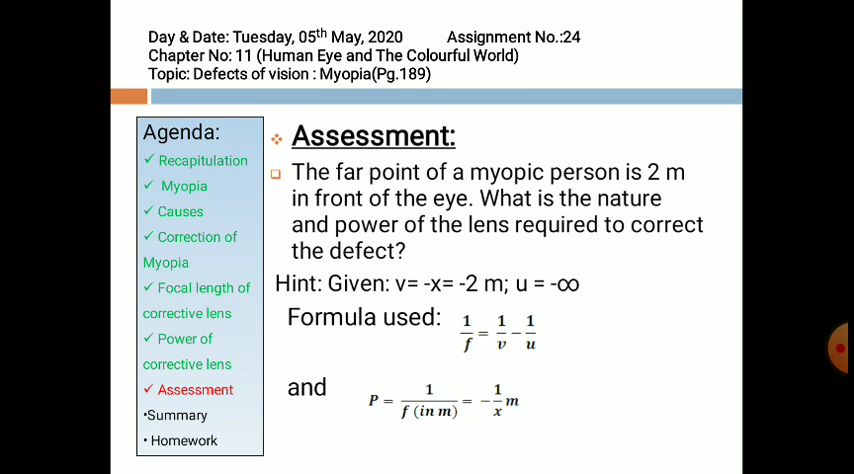 Day & Date: Tuesday, 05th May, 2020 Assignment No.:24
Chapter No: 11 (Human Eye and The Colourful World)
Topic: Defects of vision : Myopia(Pg.189)
Agenda:
✓ Recapitulation
✓ Myopia
✓ Causes
✓ Correction of
Myopia
✓ Focal length of
corrective lens
✓ Power of
corrective lens
✓ Assessment
•Summary
• Homework
❖ Assessment:
❑ The far point of a myopic person is 2 m
in front of the eye. What is the nature
and power of the lens required to correct
the defect?
Hint: Given: v= -x= -2 m; u = -∞
Formula used: 1/f = 1/v − 1/u
and P = 1/f (in m) = − 1/x m